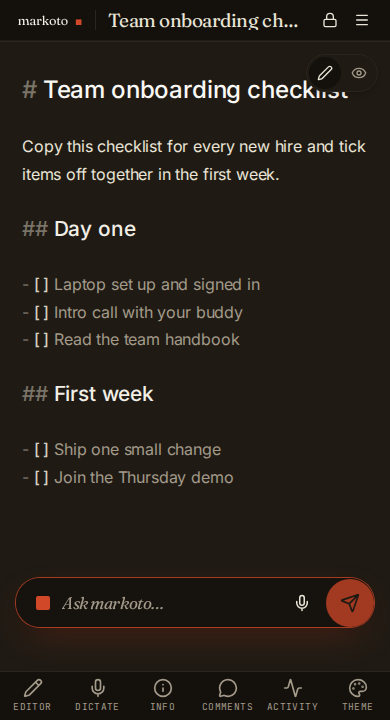 markoto
Team onboarding ch...
# Team onboarding checklist
Copy this checklist for every new hire and tick
items off together in the first week.
## Day one
- [ ] Laptop set up and signed in
- [ ] Intro call with your buddy
- [ ] Read the team handbook
## First week
- [ ] Ship one small change
- [ ] Join the Thursday demo
Ask markoto...
EDITOR DICTATE INFO COMMENTS ACTIVITY THEME